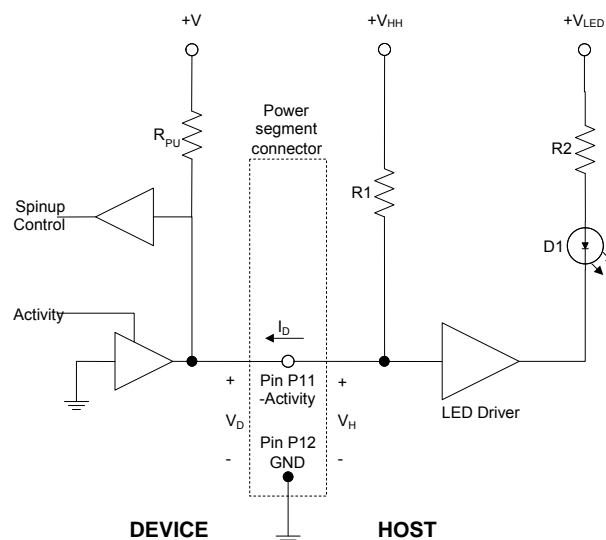 +V
+VHH
+VLED
Power
segment
connector
RPU
R2
R1
Spinup
Control
D1
Activity
ID
+
Pin P11
+
-Activity
LED Driver
VD
VH
Pin P12
-
GND
-
DEVICE
HOST